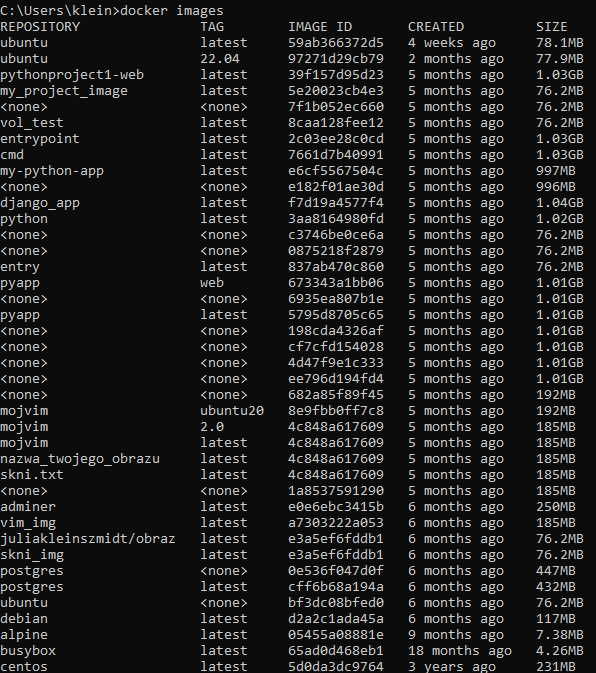 C:\Users\klein>docker images
REPOSITORY TAG IMAGE ID CREATED SIZE
ubuntu latest 59ab366372d5 4 weeks ago 78.1MB
ubuntu 22.04 97271d29cb79 2 months ago 77.9MB
pythonproject1-web latest 39f157d95d23 5 months ago 1.03GB
my_project_image latest 5e20023cb4e3 5 months ago 76.2MB
<none> <none> 7f1b052ec660 5 months ago 76.2MB
vol_test latest 8caa128fee12 5 months ago 76.2MB
entrypoint latest 2c03ee28c0cd 5 months ago 1.03GB
cmd latest 7661d7b40991 5 months ago 1.03GB
my-python-app latest e6cf5567504c 5 months ago 997MB
<none> <none> e182f01ae30d 5 months ago 996MB
django_app latest f7d19a4577f4 5 months ago 1.04GB
python latest 3aa8164980fd 5 months ago 1.02GB
<none> <none> c3746be0ce6a 5 months ago 76.2MB
<none> <none> 0875218f2879 5 months ago 76.2MB
entry latest 837ab470c860 5 months ago 76.2MB
pyapp web 673343a1bb06 5 months ago 1.01GB
<none> <none> 6935ea807b1e 5 months ago 1.01GB
pyapp latest 5795d8705c65 5 months ago 1.01GB
<none> <none> 198cda4326af 5 months ago 1.01GB
<none> <none> cf7cfd154028 5 months ago 1.01GB
<none> <none> 4d47f9e1c333 5 months ago 1.01GB
<none> <none> ee796d194fd4 5 months ago 1.01GB
<none> <none> 682a85f89f45 5 months ago 192MB
mojvim ubuntu20 8e9fbb0ff7c8 5 months ago 192MB
mojvim 2.0 4c848a617609 5 months ago 185MB
mojvim latest 4c848a617609 5 months ago 185MB
nazwa_twojego_obrazu latest 4c848a617609 5 months ago 185MB
skni.txt latest 4c848a617609 5 months ago 185MB
<none> <none> 1a8537591290 5 months ago 185MB
adminer latest e0e6ebc3415b 6 months ago 250MB
vim_img latest a7303222a053 6 months ago 185MB
juliakleinszmidt/obraz latest e3a5ef6fddb1 6 months ago 76.2MB
skni_img latest e3a5ef6fddb1 6 months ago 76.2MB
postgres <none> 0e536f047d0f 6 months ago 447MB
postgres latest cff6b68a194a 6 months ago 432MB
ubuntu <none> bf3dc08bfed0 6 months ago 76.2MB
debian latest d2a2c1ada45a 6 months ago 117MB
alpine latest 05455a08881e 9 months ago 7.38MB
busybox latest 65ad0d468eb1 18 months ago 4.26MB
centos latest 5d0da3dc9764 3 years ago 231MB